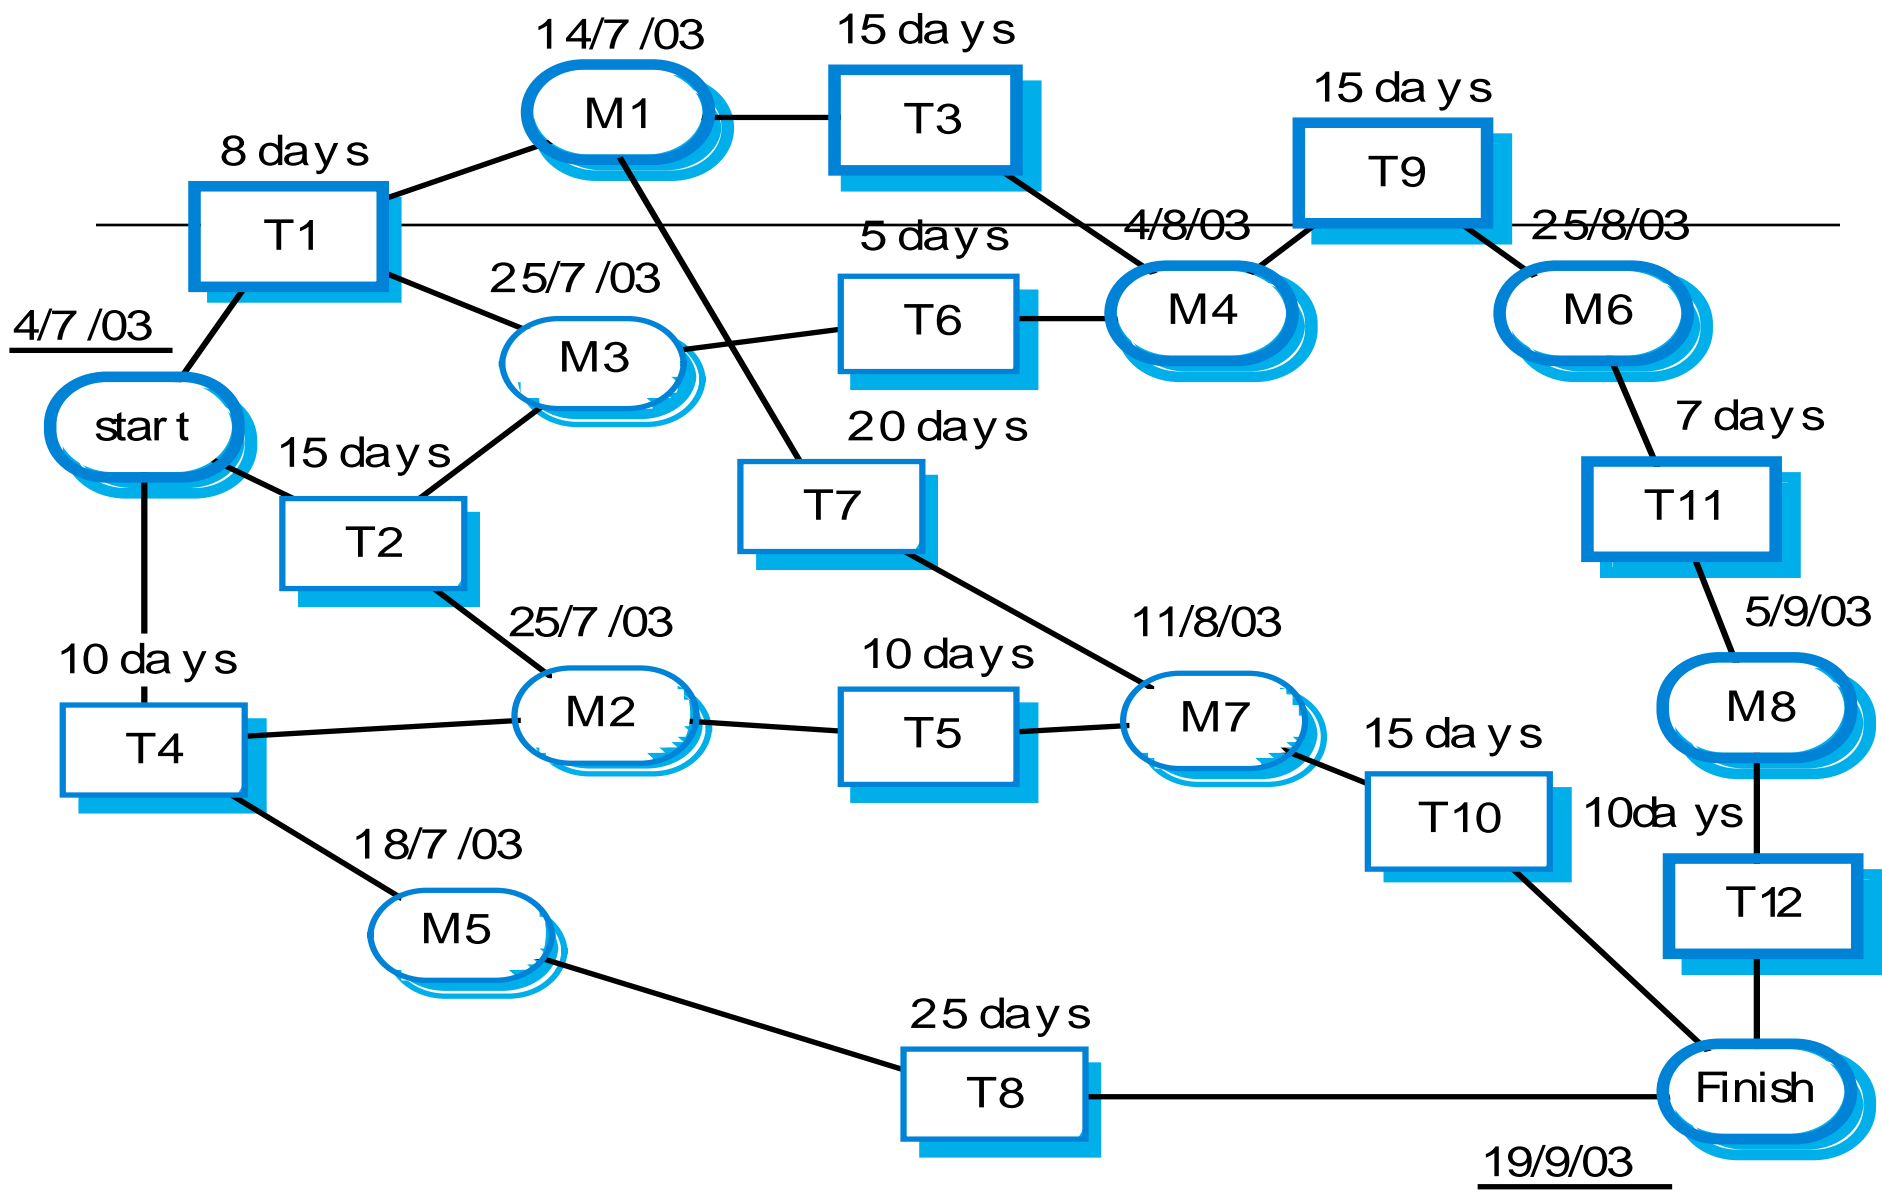 14/7/03
15 days
M1
T3
15 days
8 days
T9
T1
4/8/03
25/8/03
5 days
25/7/03
4/7/03
M3
T6
M4
M6
start
15 days
20 days
7 days
T2
T7
T11
25/7/03
11/8/03
5/9/03
10 days
10 days
M2
M7
M8
T4
T5
15 days
T10
10days
18/7/03
T12
M5
25 days
T8
Finish
19/9/03